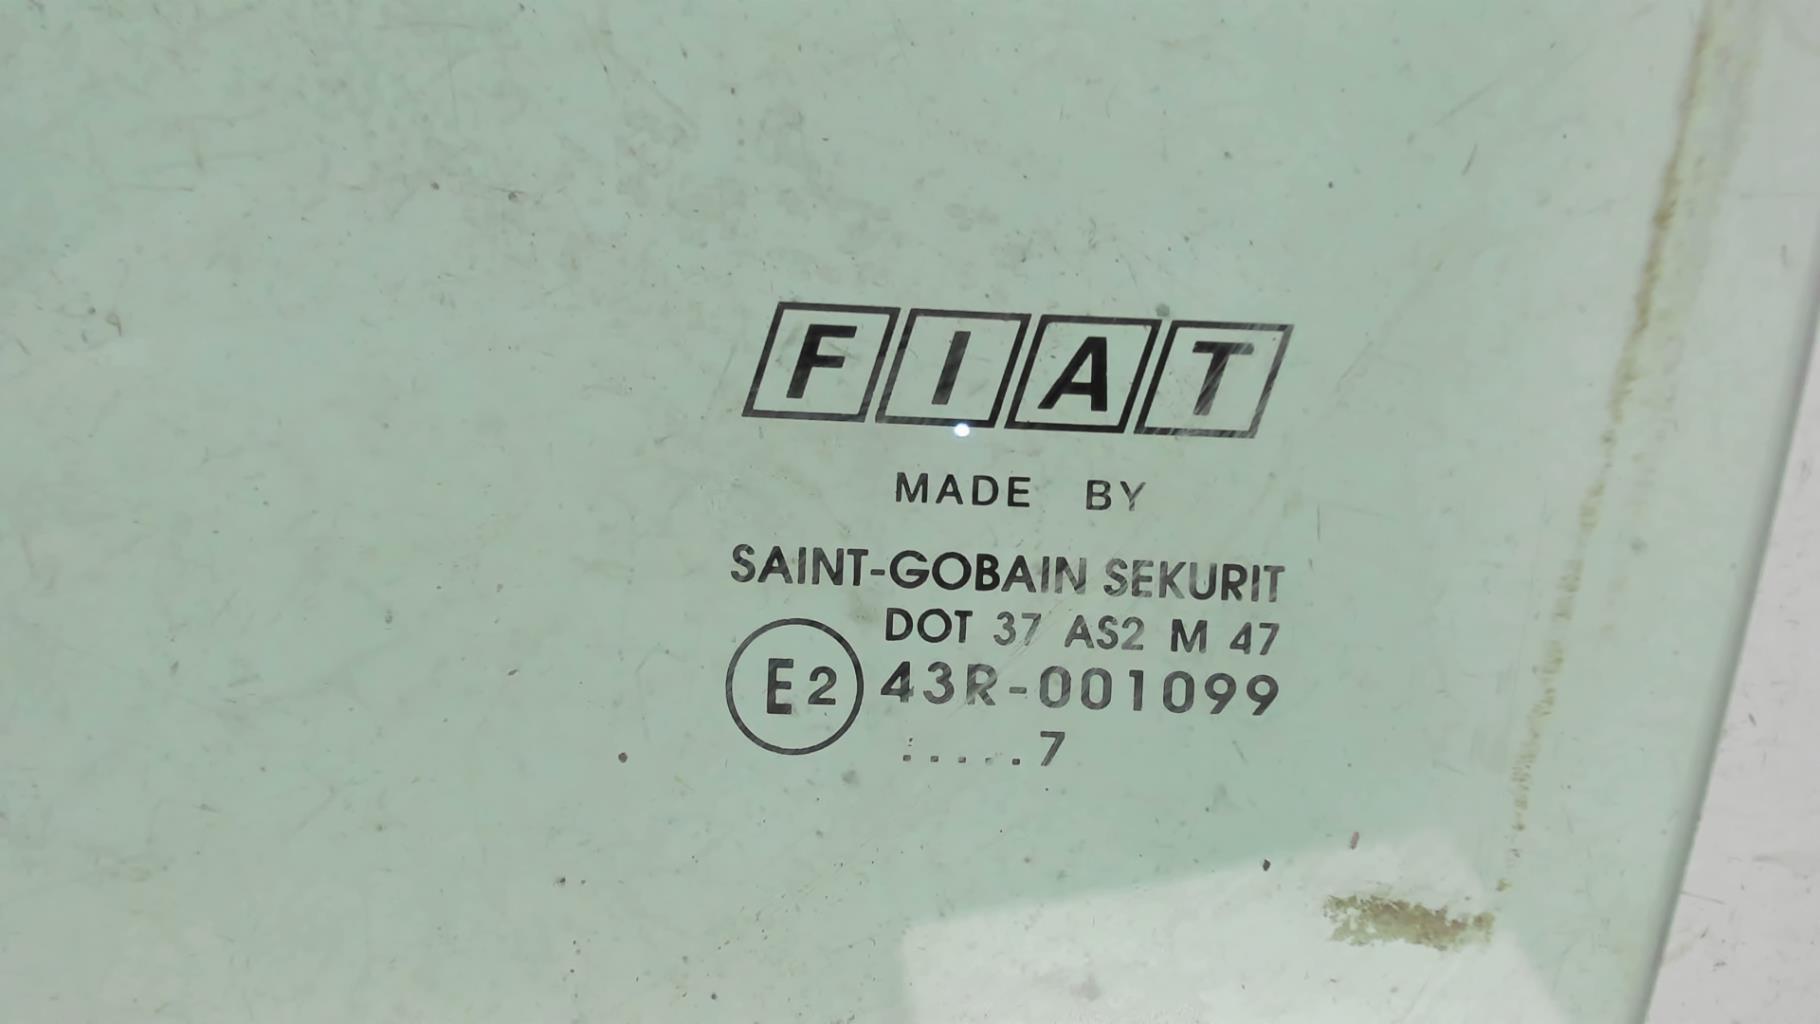 FIAT
MADE BY
SAINT-GOBAIN SEKURIT
DOT 37 AS2 M 47
E2 43R-001099
.....7